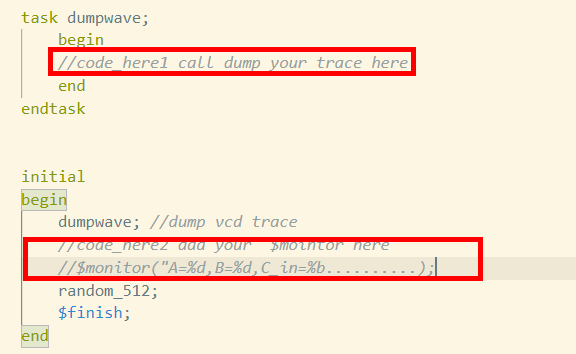 task dumpwave;
begin
//code_here1 call dump your trace here
end
endtask
initial
begin
dumpwave; //dump vcd trace
//code_here2 add your $mointor here
//$monitor("A=%d,B=%d,C_in=%b..........);
random_512;
$finish;
end